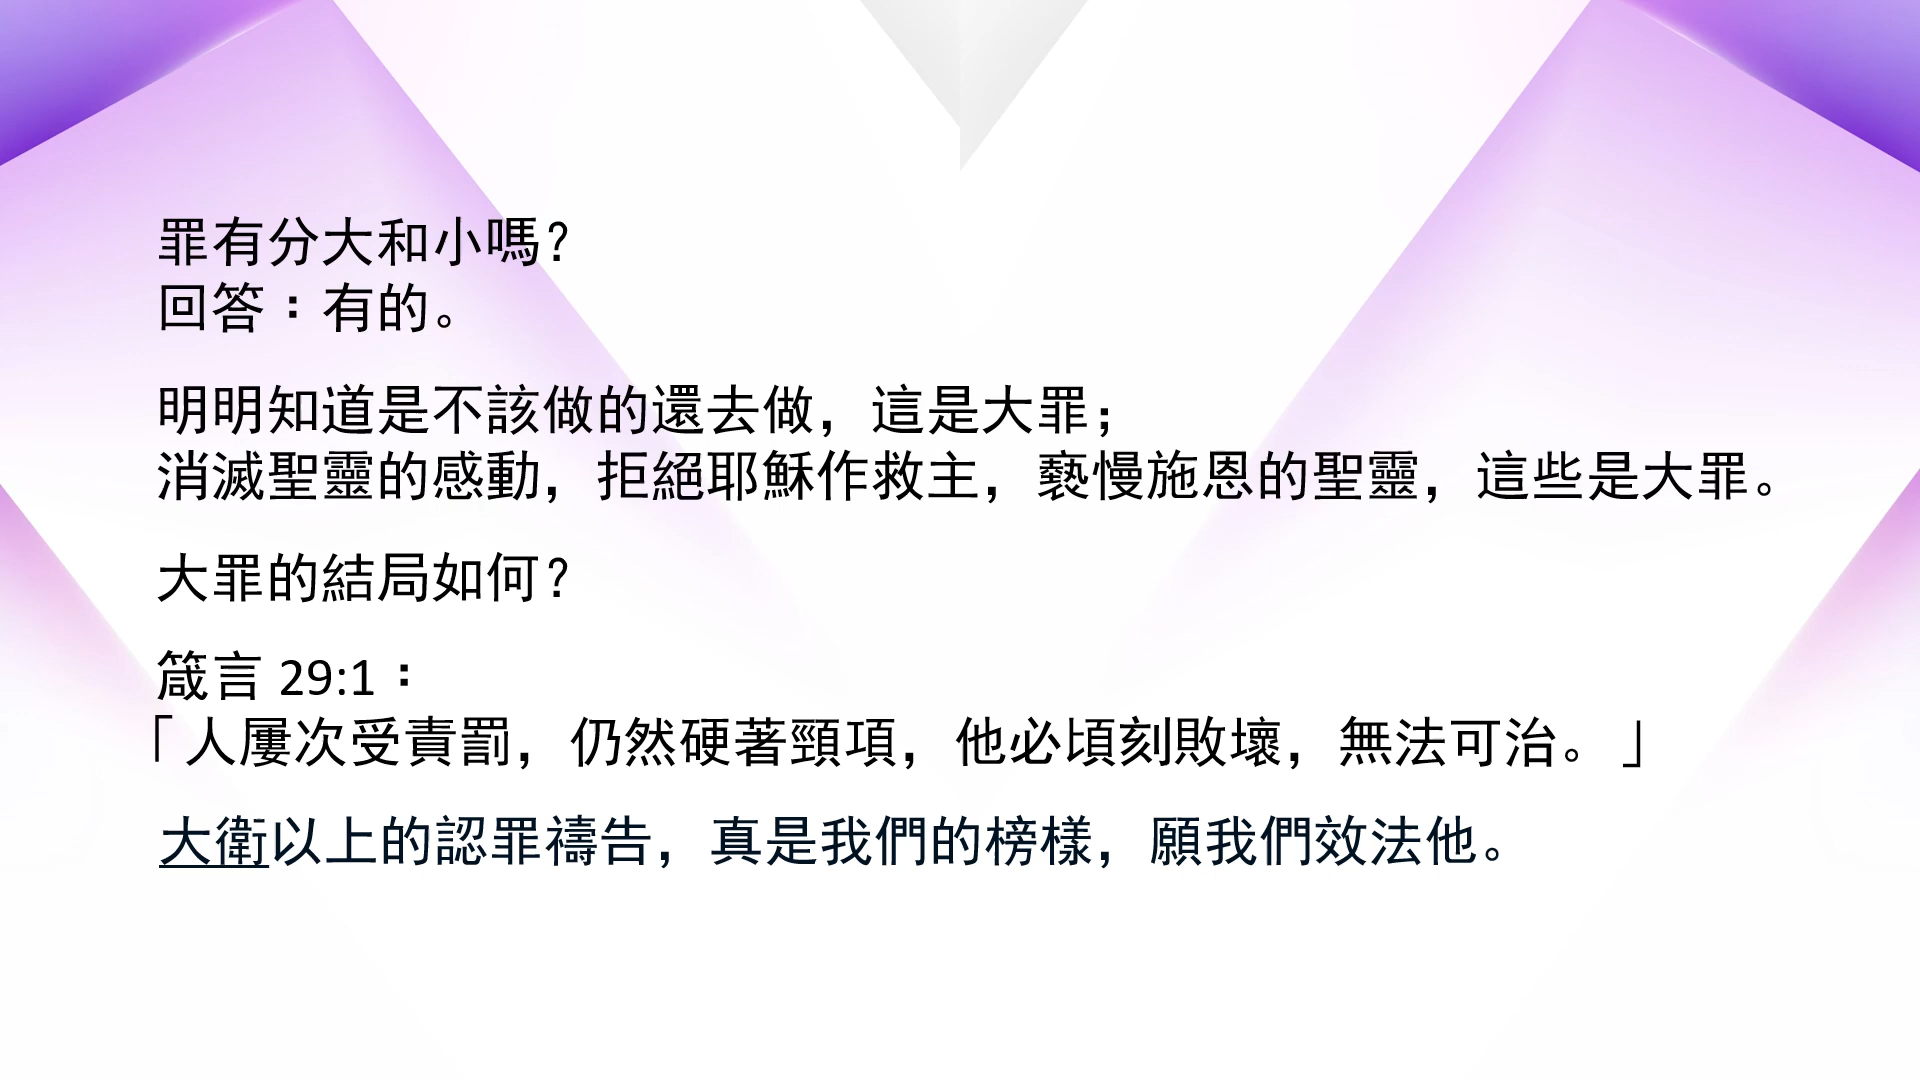 罪有分大和小嗎？
回答：有的。
明明知道是不該做的還去做，這是大罪；
消滅聖靈的感動，拒絕耶穌作救主，褻慢施恩的聖靈，這些是大罪。
大罪的結局如何？
箴言 29:1：
「人屢次受責罰，仍然硬著頸項，他必頃刻敗壞，無法可治。」
大衛以上的認罪禱告，真是我們的榜樣，願我們效法他。